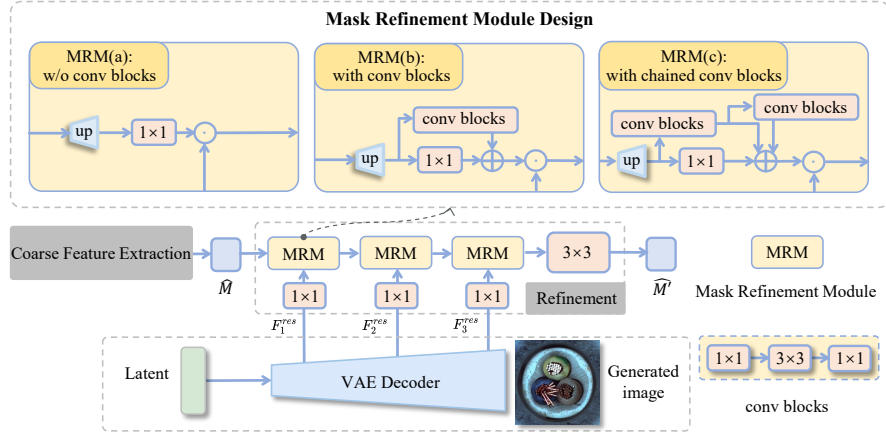 Mask Refinement Module Design
MRM(a):
w/o conv blocks
up
1×1
MRM(b):
with conv blocks
conv blocks
up
1×1
MRM(c):
with chained conv blocks
conv blocks
conv blocks
up
1×1
Coarse Feature Extraction
M̂
MRM
MRM
MRM
3×3
M̂′
MRM
Mask Refinement Module
1×1
1×1
1×1
Refinement
F₁ʳᵉˢ
F₂ʳᵉˢ
F₃ʳᵉˢ
Latent
VAE Decoder
Generated
image
1×1
3×3
1×1
conv blocks